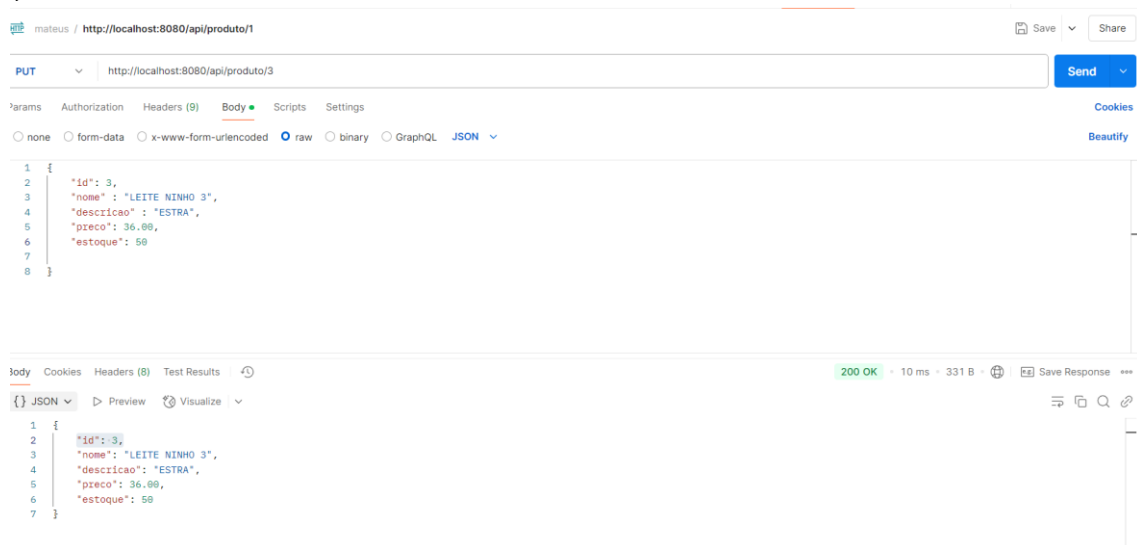 HTTP mateus / http://localhost:8080/api/produto/1 Save Share
PUT http://localhost:8080/api/produto/3 Send
Params Authorization Headers (9) Body Scripts Settings Cookies
none form-data x-www-form-urlencoded raw binary GraphQL JSON Beautify
1 {
2 "id": 3,
3 "nome" : "LEITE NINHO 3",
4 "descricao" : "ESTRA",
5 "preco": 36.00,
6 "estoque": 50
7
8 }
Body Cookies Headers (8) Test Results 200 OK • 10 ms • 331 B • Save Response
{} JSON Preview Visualize
1 {
2 "id": 3,
3 "nome": "LEITE NINHO 3",
4 "descricao": "ESTRA",
5 "preco": 36.00,
6 "estoque": 50
7 }